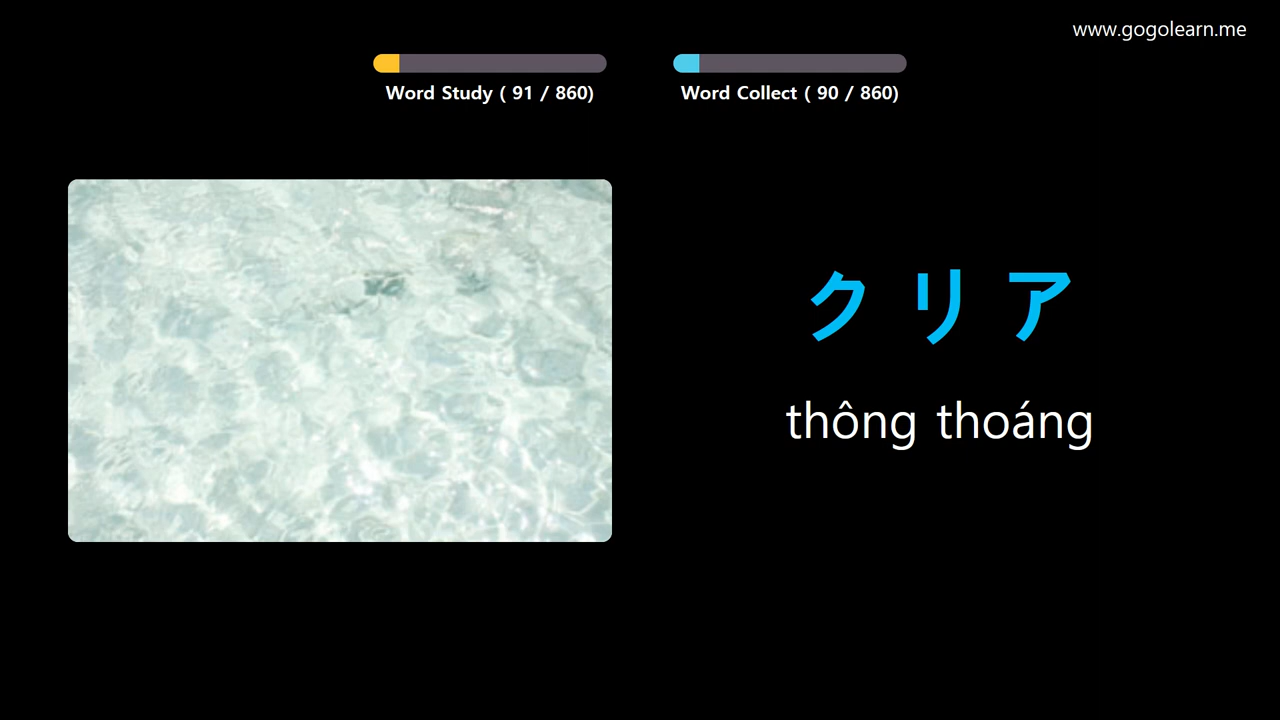 www.gogolearn.me
Word Study ( 91 / 860)
Word Collect ( 90 / 860)
クリア
thông thoáng